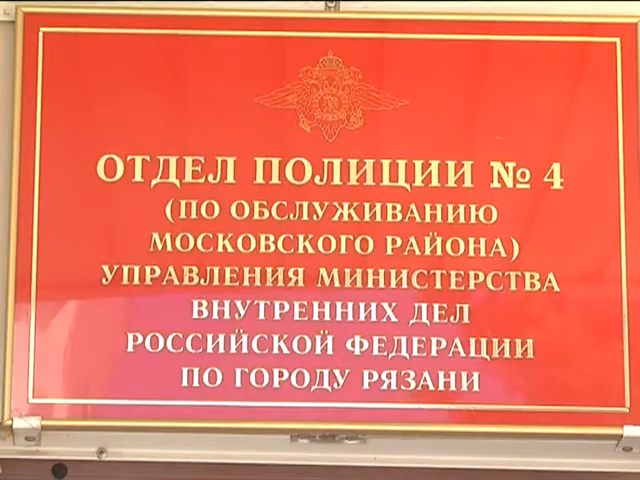 ОТДЕЛ ПОЛИЦИИ № 4
(ПО ОБСЛУЖИВАНИЮ
МОСКОВСКОГО РАЙОНА)
УПРАВЛЕНИЯ МИНИСТЕРСТВА
ВНУТРЕННИХ ДЕЛ
РОССИЙСКОЙ ФЕДЕРАЦИИ
ПО ГОРОДУ РЯЗАНИ